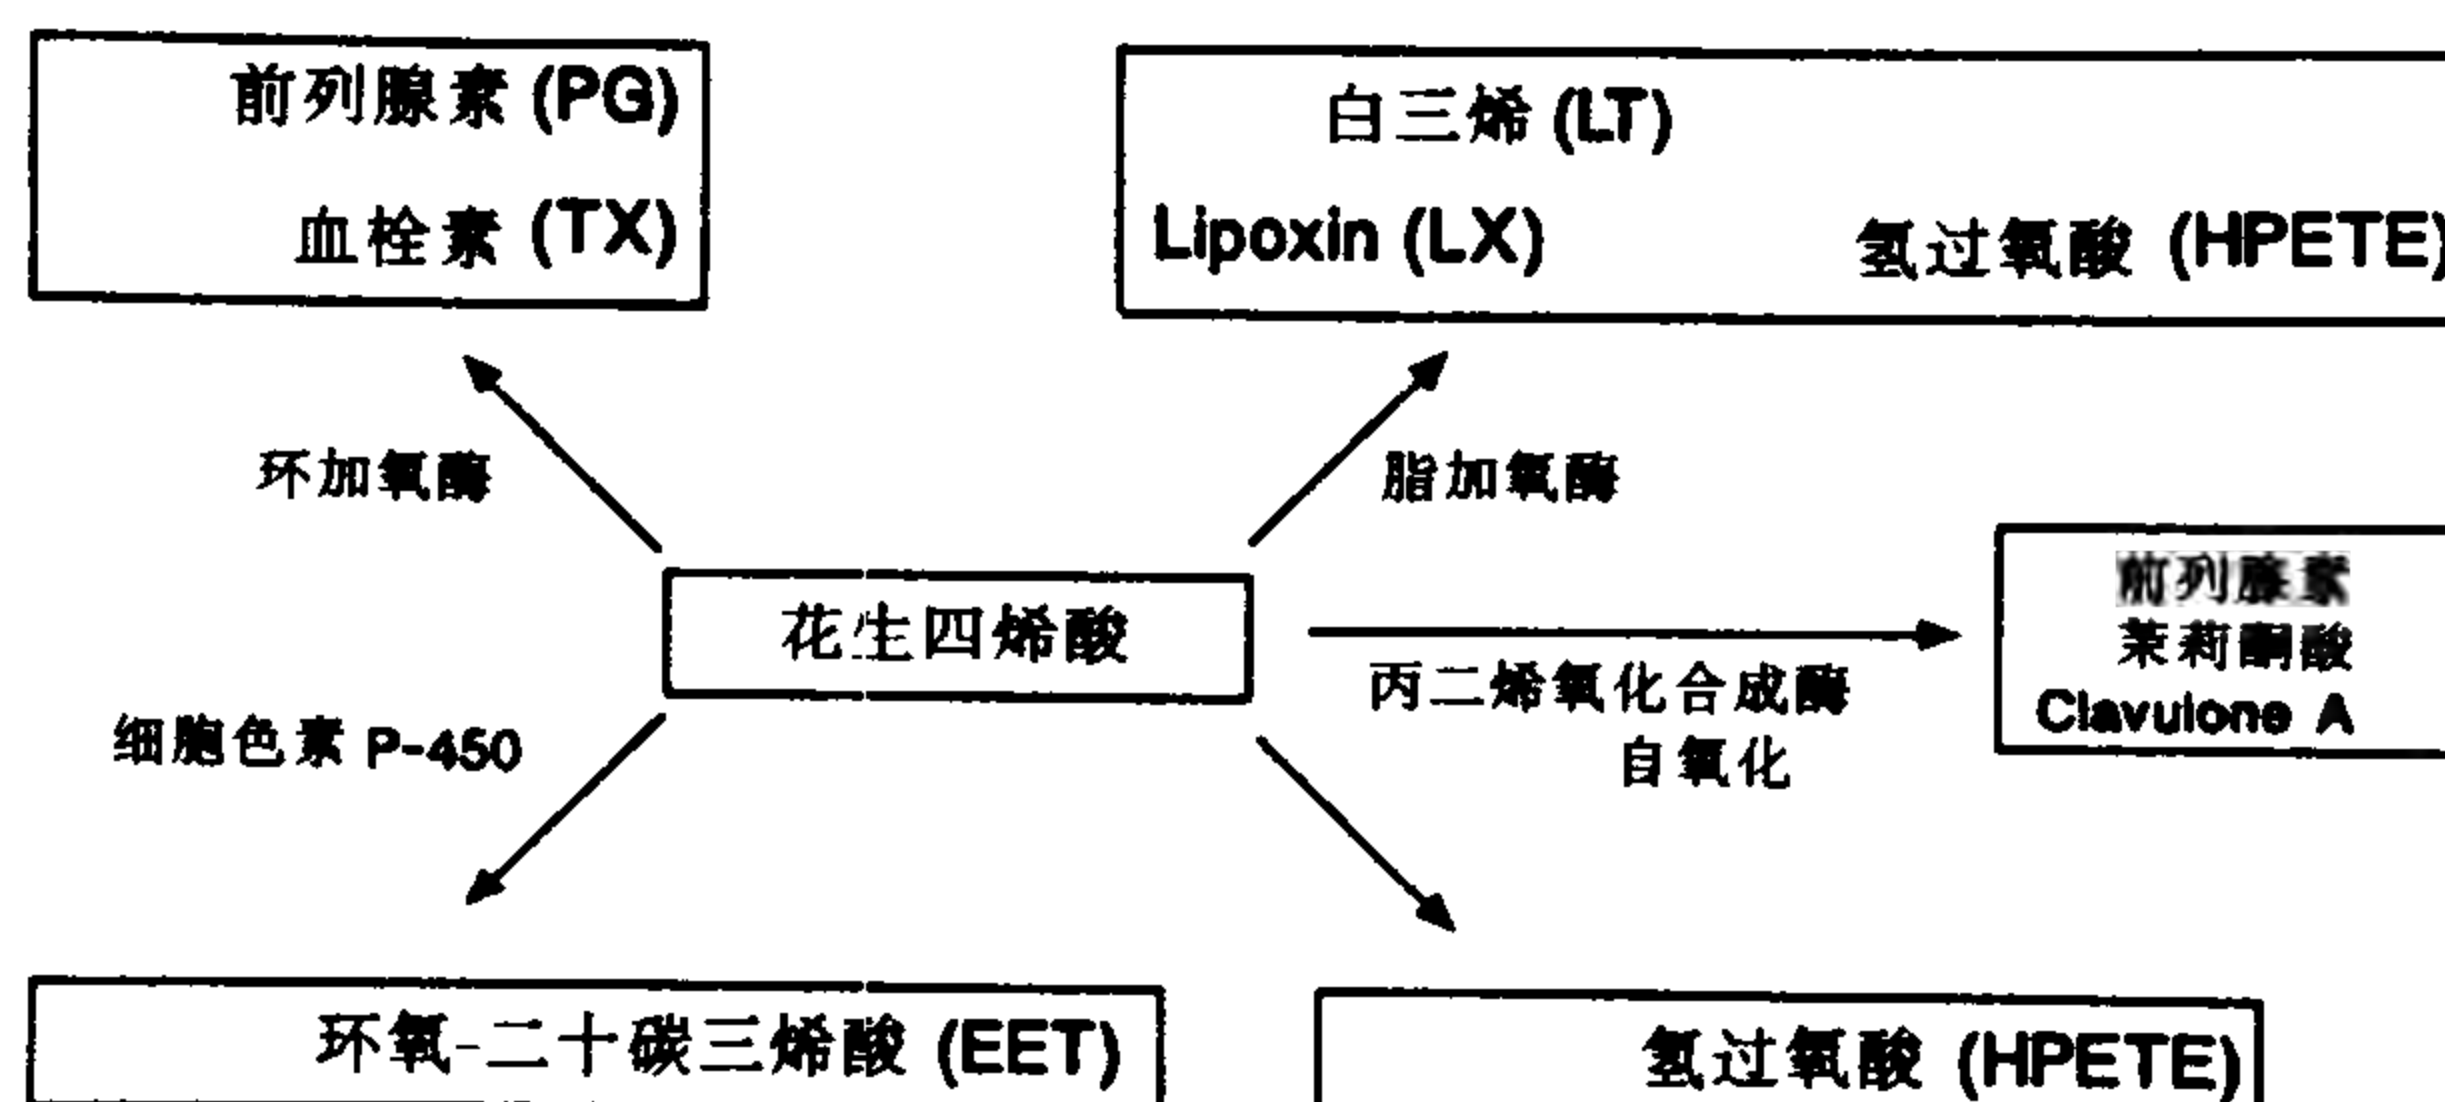 前列腺素 (PG)
血栓素 (TX)
白三烯 (LT)
Lipoxin (LX) 氢过氧酸 (HPETE)
环加氧酶
脂加氧酶
花生四烯酸
前列腺素
茉莉酮酸
Clavulone A
丙二烯氧化合成酶
自氧化
细胞色素 P-450
环氧-二十碳三烯酸 (EET)
氢过氧酸 (HPETE)